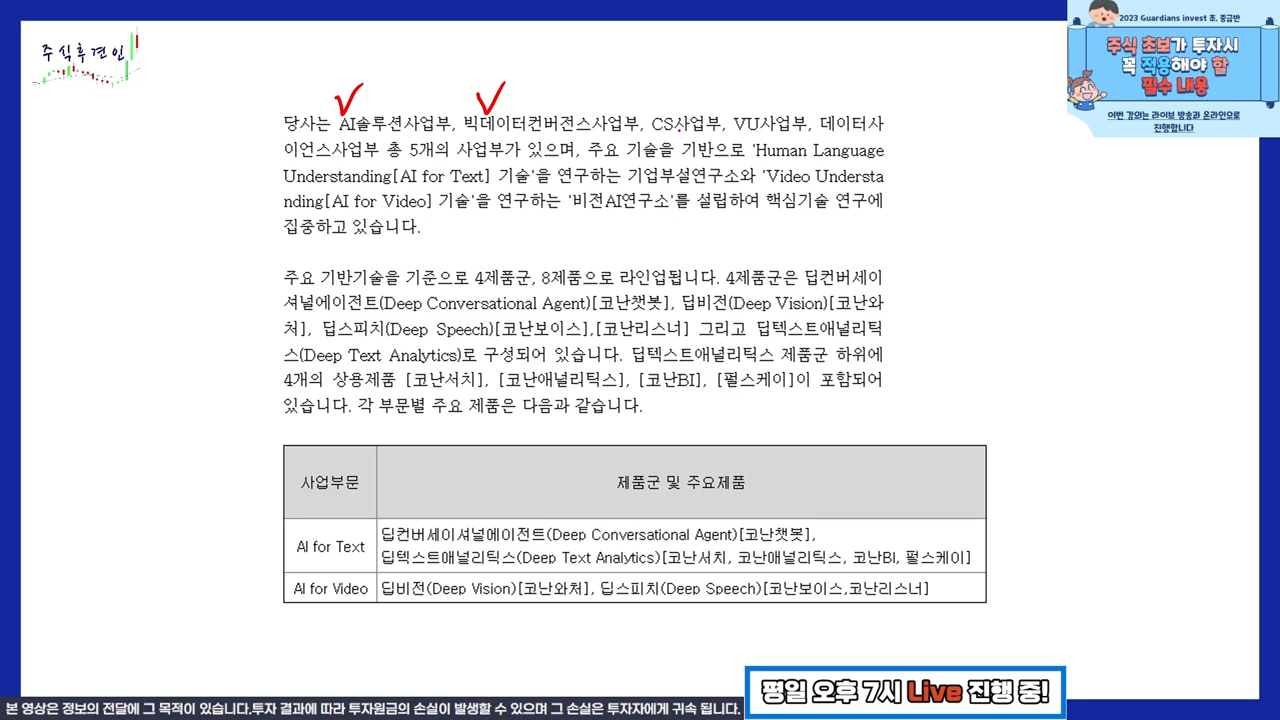 주식후견인
2023 Guardians invest 초, 중급반
주식 초보가 투자시
꼭 적용해야 할
필수 내용
이번 강의는 라이브 방송과 온라인으로
진행합니다
당사는 AI솔루션사업부, 빅데이터컨버전스사업부, CS사업부, VU사업부, 데이터사
이언스사업부 총 5개의 사업부가 있으며, 주요 기술을 기반으로 'Human Language
Understanding[AI for Text] 기술'을 연구하는 기업부설연구소와 'Video Understa
nding[AI for Video] 기술'을 연구하는 '비전AI연구소'를 설립하여 핵심기술 연구에
집중하고 있습니다.
주요 기반기술을 기준으로 4제품군, 8제품으로 라인업됩니다. 4제품군은 딥컨버세이
셔널에이전트(Deep Conversational Agent)[코난챗봇], 딥비전(Deep Vision)[코난와
처], 딥스피치(Deep Speech)[코난보이스],[코난리스너] 그리고 딥텍스트애널리틱
스(Deep Text Analytics)로 구성되어 있습니다. 딥텍스트애널리틱스 제품군 하위에
4개의 상용제품 [코난서치], [코난애널리틱스], [코난BI], [펄스케이]이 포함되어
있습니다. 각 부문별 주요 제품은 다음과 같습니다.
사업부문 제품군 및 주요제품
AI for Text 딥컨버세이셔널에이전트(Deep Conversational Agent)[코난챗봇],
딥텍스트애널리틱스(Deep Text Analytics)[코난서치, 코난애널리틱스, 코난BI, 펄스케이]
AI for Video 딥비전(Deep Vision)[코난와처], 딥스피치(Deep Speech)[코난보이스,코난리스너]
평일 오후 7시 Live 진행 중!
본 영상은 정보의 전달에 그 목적이 있습니다.투자 결과에 따라 투자원금의 손실이 발생할 수 있으며 그 손실은 투자자에게 귀속 됩니다.